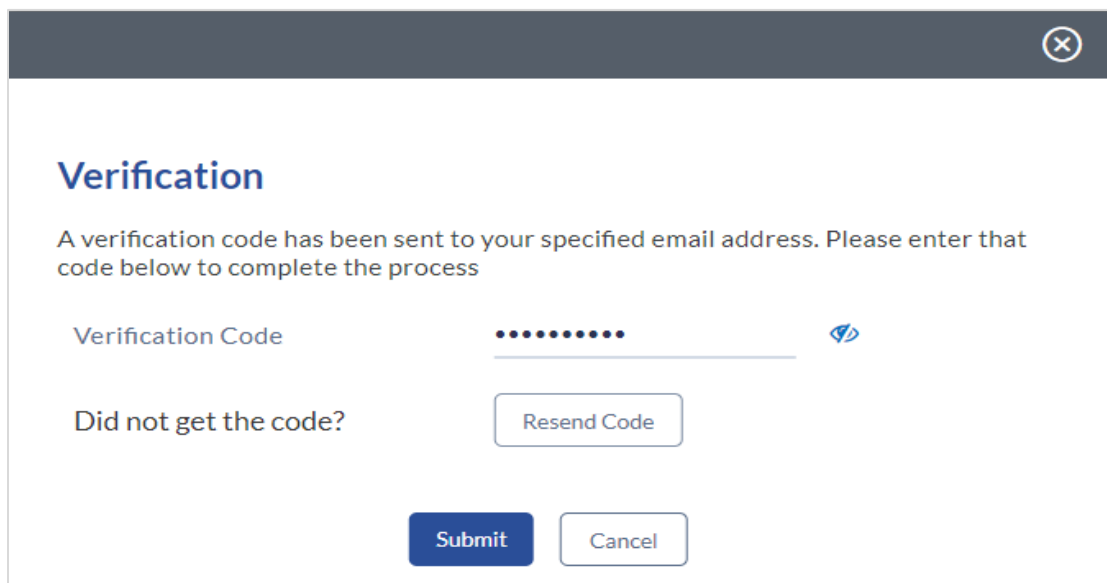 Verification
A verification code has been sent to your specified email address. Please enter that
code below to complete the process
Verification Code ••••••••••
Did not get the code? Resend Code
Submit Cancel